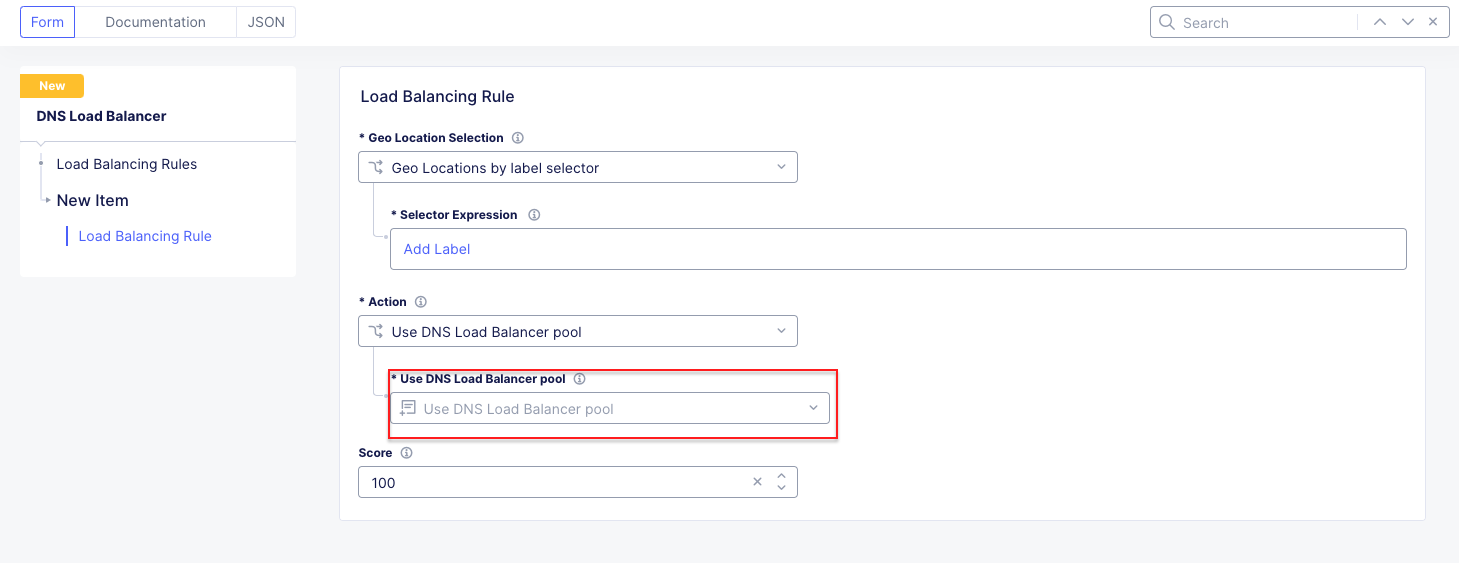 Form
Documentation
JSON
Search
New
DNS Load Balancer
Load Balancing Rules
New Item
Load Balancing Rule
Load Balancing Rule
* Geo Location Selection
Geo Locations by label selector
* Selector Expression
Add Label
* Action
Use DNS Load Balancer pool
* Use DNS Load Balancer pool
Use DNS Load Balancer pool
Score
100